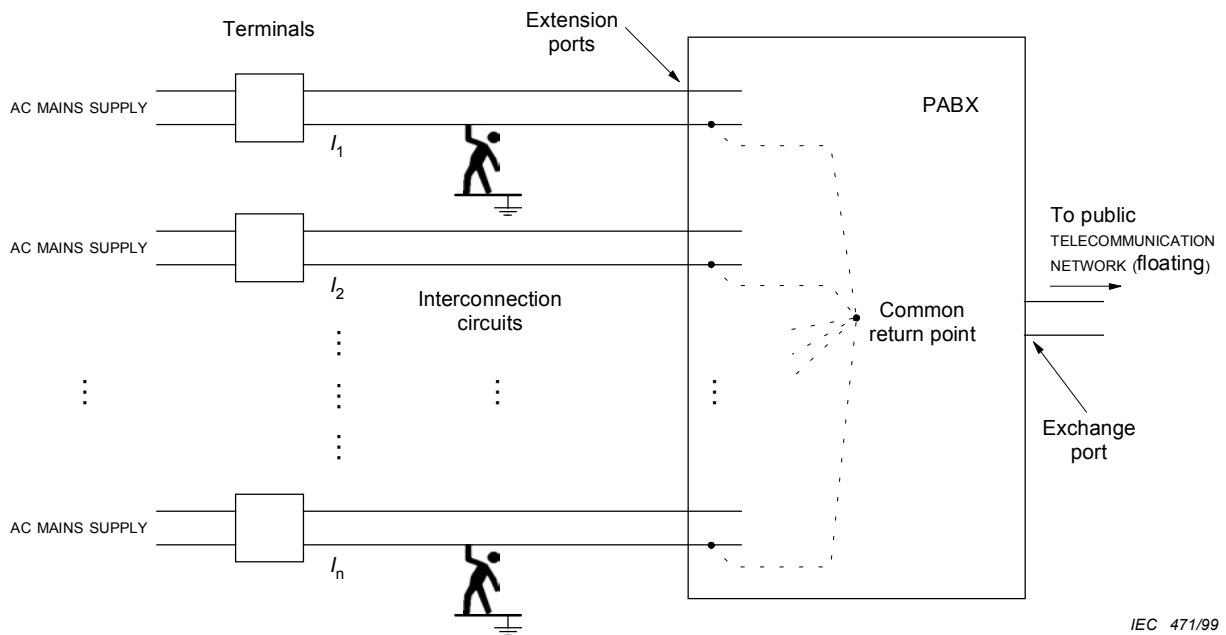 Terminals
Extension
ports
AC MAINS SUPPLY
I1
PABX
AC MAINS SUPPLY
I2
Interconnection
circuits
Common
return point
To public
TELECOMMUNICATION
NETWORK (floating)
Exchange
port
AC MAINS SUPPLY
In
IEC 471/99